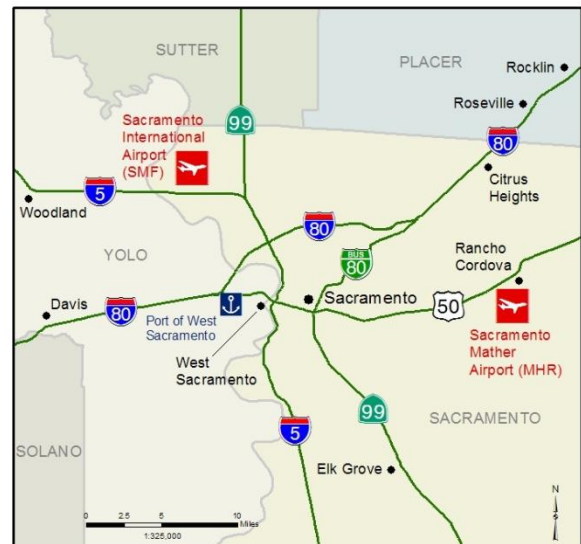 SUTTER
PLACER
Rocklin
Roseville
99
80
Sacramento
International
Airport
(SMF)
Citrus
Heights
5
Woodland
80
BUS
80
YOLO
Rancho
Cordova
Davis
80
Port of West
Sacramento
Sacramento
50
West
Sacramento
Sacramento
Mather
Airport (MHR)
99
SACRAMENTO
5
SOLANO
Elk Grove
N
0 2.5 5 10
Miles
1:325,000